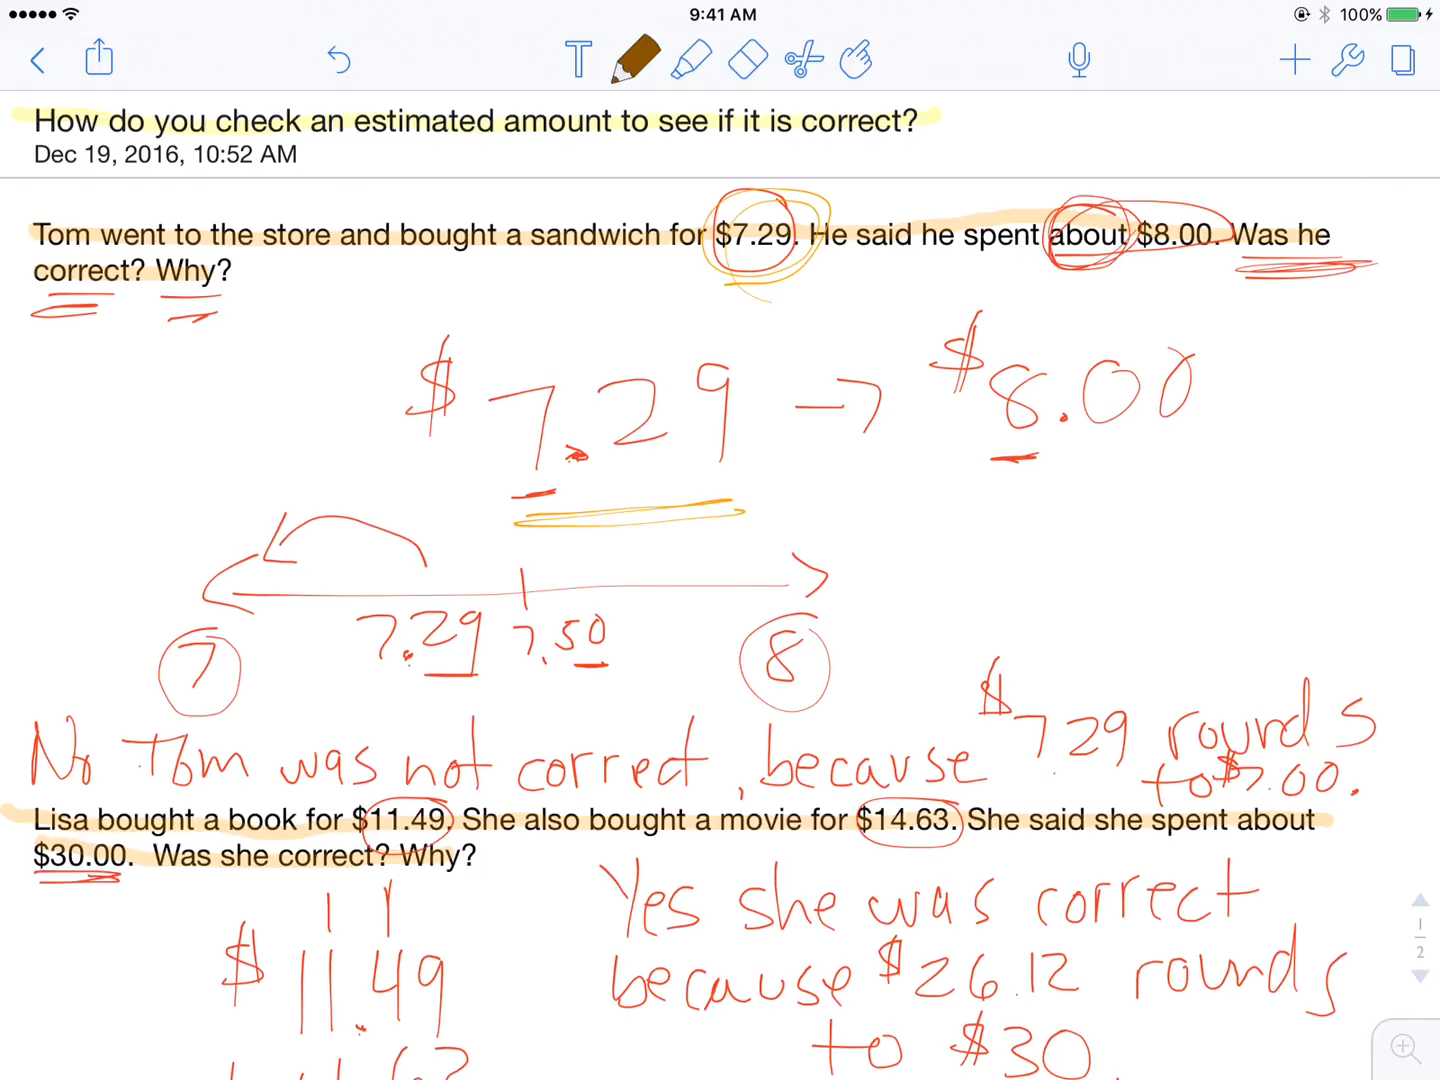 9:41 AM
100%
T
How do you check an estimated amount to see if it is correct?
Dec 19, 2016, 10:52 AM
Tom went to the store and bought a sandwich for $7.29. He said he spent about $8.00. Was he
correct? Why?
$7.29 → $8.00
7.29 7.50
7 8
No Tom was not correct, because $7.29 rounds
to $7.00.
Lisa bought a book for $11.49. She also bought a movie for $14.63. She said she spent about
$30.00. Was she correct? Why?
1 1
Yes she was correct
$11.49
because $26.12 rounds
to $30.
1
2